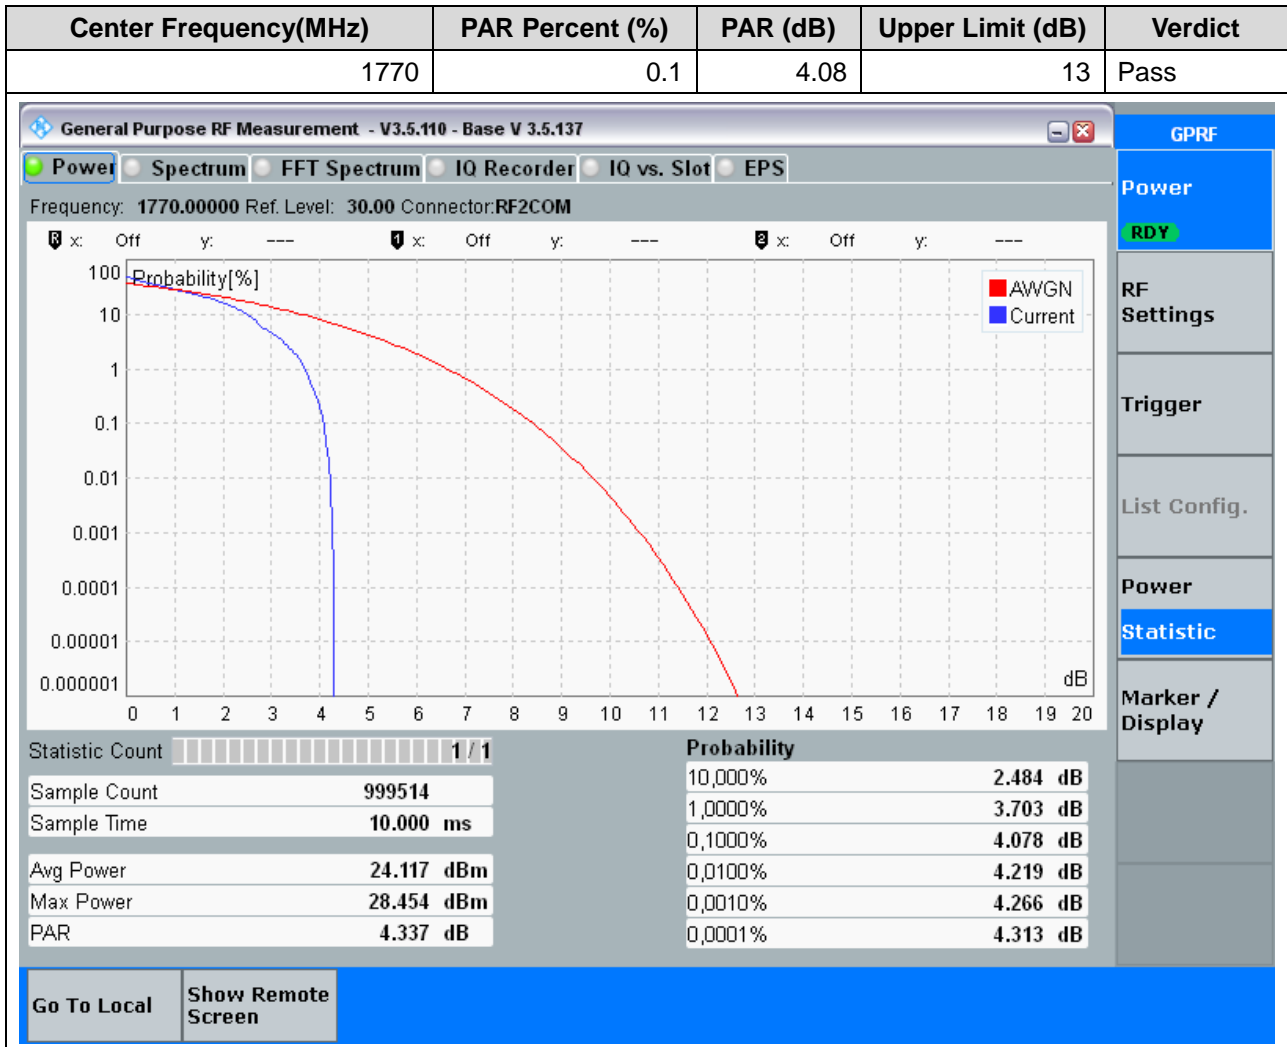 Center Frequency(MHz) PAR Percent (%) PAR (dB) Upper Limit (dB) Verdict
1770 0.1 4.08 13 Pass
General Purpose RF Measurement - V3.5.110 - Base V 3.5.137
GPRF
Power Spectrum FFT Spectrum IQ Recorder IQ vs. Slot EPS
Power
RDY
Frequency: 1770.00000 Ref. Level: 30.00 Connector:RF2COM
R x: Off y: --- 1 x: Off y: --- 2 x: Off y: ---
Probability[%]
AWGN
Current
100
10
1
0.1
0.01
0.001
0.0001
0.00001
0.000001
dB
0 1 2 3 4 5 6 7 8 9 10 11 12 13 14 15 16 17 18 19 20
RF
Settings
Trigger
List Config.
Power
Statistic
Marker /
Display
Statistic Count 1 / 1
Sample Count 999514
Sample Time 10.000 ms
Avg Power 24.117 dBm
Max Power 28.454 dBm
PAR 4.337 dB
Probability
10,000% 2.484 dB
1,0000% 3.703 dB
0,1000% 4.078 dB
0,0100% 4.219 dB
0,0010% 4.266 dB
0,0001% 4.313 dB
Go To Local
Show Remote
Screen